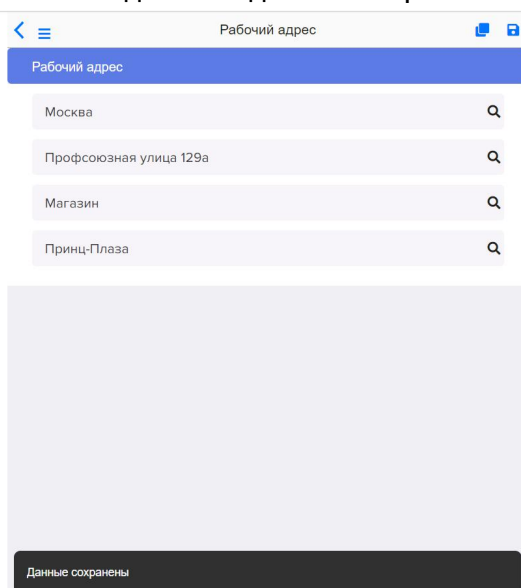 Рабочий адрес
Рабочий адрес
Москва
Профсоюзная улица 129а
Магазин
Принц-Плаза
Данные сохранены